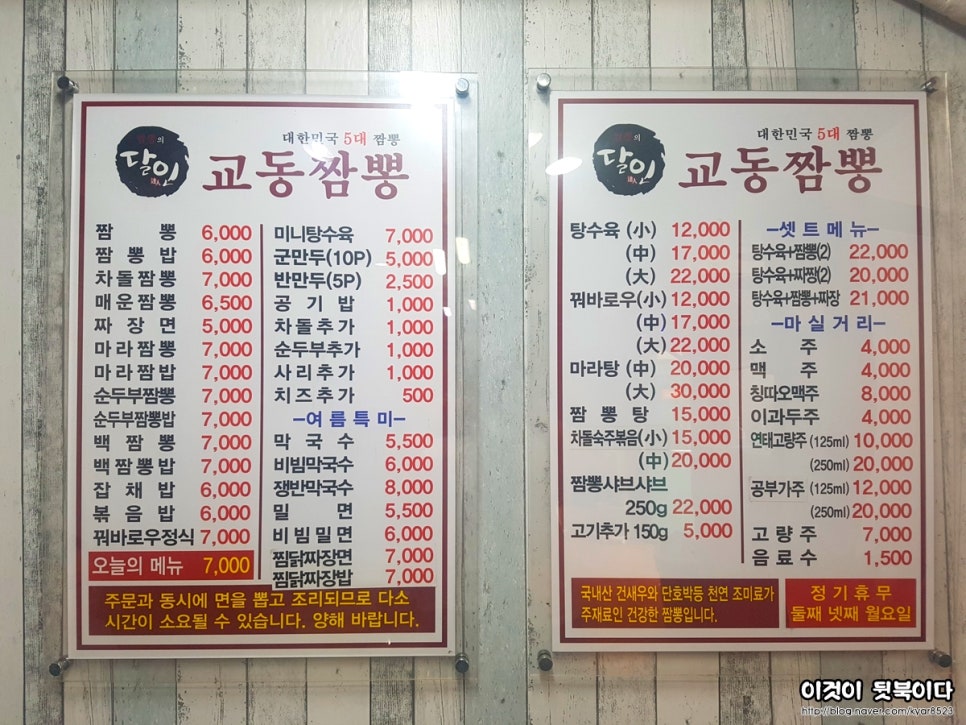 짬뽕의
달인
達人
대한민국 5대 짬뽕
교동짬뽕
짬 뽕 6,000
짬 뽕 밥 6,000
차돌짬뽕 7,000
매운짬뽕 6,500
짜 장 면 5,000
마라짬뽕 7,000
마라짬밥 7,000
순두부짬뽕 7,000
순두부짬뽕밥 7,000
백 짬 뽕 7,000
백짬뽕밥 7,000
잡 채 밥 6,000
볶 음 밥 6,000
꿔바로우정식 7,000
오늘의 메뉴 7,000
미니탕수육 7,000
군만두(10P) 5,000
반만두(5P) 2,500
공 기 밥 1,000
차돌추가 1,000
순두부추가 1,000
사리추가 1,000
치즈추가 500
-여름특미-
막 국 수 5,500
비빔막국수 6,000
쟁반막국수 8,000
밀 면 5,500
비빔밀면 6,000
찜닭짜장면 7,000
찜닭짜장밥 7,000
주문과 동시에 면을 뽑고 조리되므로 다소
시간이 소요될 수 있습니다. 양해 바랍니다.
짬뽕의
달인
達人
대한민국 5대 짬뽕
교동짬뽕
탕수육 (小) 12,000
(中) 17,000
(大) 22,000
꿔바로우(小) 12,000
(中) 17,000
(大) 22,000
마라탕 (中) 20,000
(大) 30,000
짬 뽕 탕 15,000
차돌숙주볶음(小) 15,000
(中) 20,000
짬뽕샤브샤브
250g 22,000
고기추가 150g 5,000
-셋트메뉴-
탕수육+짬뽕(2) 22,000
탕수육+짜짱(2) 20,000
탕수육+짬뽕+짜장 21,000
-마실거리-
소 주 4,000
맥 주 4,000
칭따오맥주 8,000
이과두주 4,000
연태고량주 (125ml) 10,000
(250ml) 20,000
공부가주 (125ml) 12,000
(250ml) 20,000
고 량 주 7,000
음 료 수 1,500
국내산 건새우와 단호박등 천연 조미료가
주재료인 건강한 짬뽕입니다.
정 기 휴 무
둘째 넷째 월요일
이것이 뒷북이다
http://blog.naver.com/kyar8523